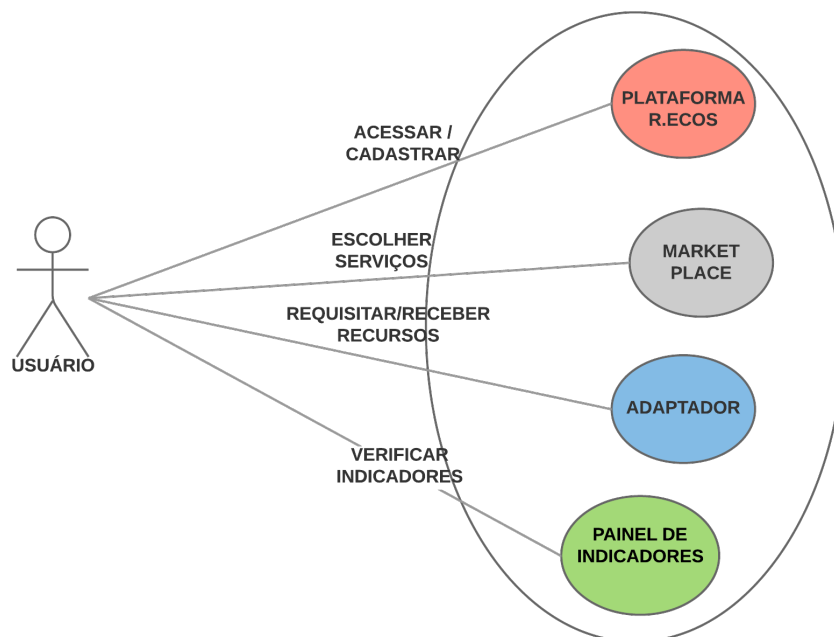 PLATAFORMA
R.ECOS
ACESSAR /
CADASTRAR
ESCOLHER
SERVIÇOS
MARKET
PLACE
REQUISITAR/RECEBER
RECURSOS
USUÁRIO
ADAPTADOR
VERIFICAR
INDICADORES
PAINEL DE
INDICADORES